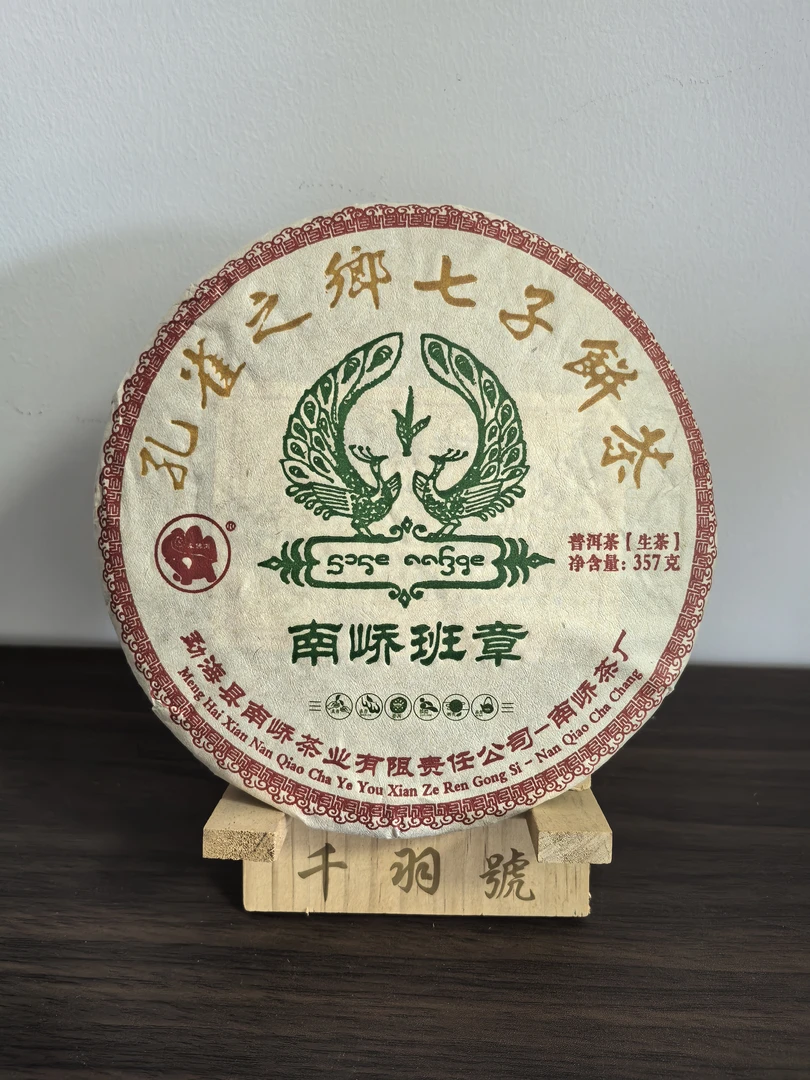 孔雀之鄉七子餅茶
®
普洱茶【生茶】
净含量：357克
南峤班章
勐海县南峤茶业有限责任公司–南峤茶厂
Meng Hai Xian Nan Qiao Cha Ye You Xian Ze Ren Gong Si – Nan Qiao Cha Chang
千羽號